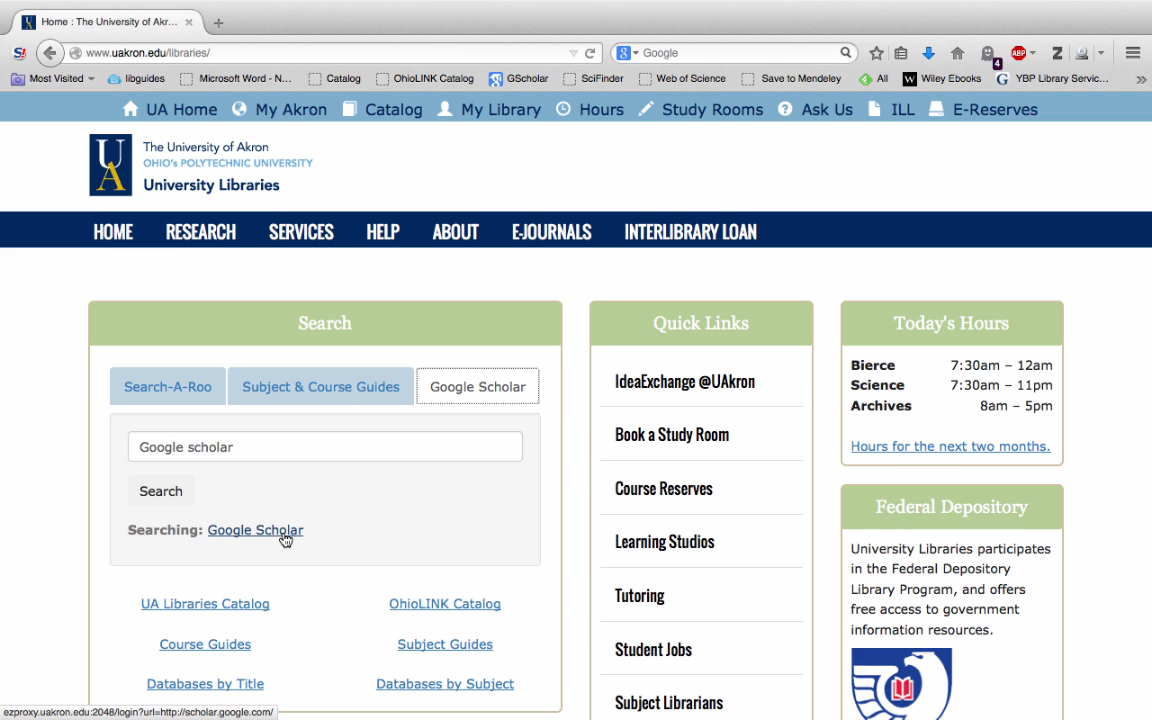 Home : The University of Akr...
www.uakron.edu/libraries/
Google
Most Visited
libguides
Microsoft Word - N...
Catalog
OhioLINK Catalog
GScholar
SciFinder
Web of Science
Save to Mendeley
All
Wiley Ebooks
YBP Library Servic...
UA Home
My Akron
Catalog
My Library
Hours
Study Rooms
Ask Us
ILL
E-Reserves
The University of Akron
OHIO's POLYTECHNIC UNIVERSITY
University Libraries
HOME
RESEARCH
SERVICES
HELP
ABOUT
E-JOURNALS
INTERLIBRARY LOAN
Search
Search-A-Roo
Subject & Course Guides
Google Scholar
Google scholar
Search
Searching: Google Scholar
UA Libraries Catalog
OhioLINK Catalog
Course Guides
Subject Guides
Databases by Title
Databases by Subject
Quick Links
IdeaExchange @UAkron
Book a Study Room
Course Reserves
Learning Studios
Tutoring
Student Jobs
Subject Librarians
Today's Hours
Bierce 7:30am – 12am
Science 7:30am – 11pm
Archives 8am – 5pm
Hours for the next two months.
Federal Depository
University Libraries participates
in the Federal Depository
Library Program, and offers
free access to government
information resources.
ezproxy.uakron.edu:2048/login?url=http://scholar.google.com/
S!
8
4
ABP
Z
W
G
UA